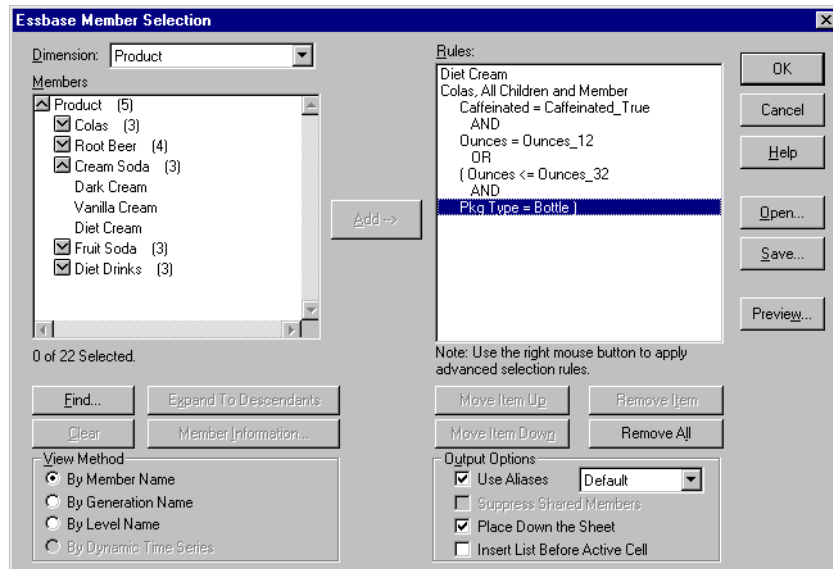 Essbase Member Selection
Dimension: Product
Members
Product (5)
Colas (3)
Root Beer (4)
Cream Soda (3)
Dark Cream
Vanilla Cream
Diet Cream
Fruit Soda (3)
Diet Drinks (3)
0 of 22 Selected.
Add -->
Rules:
Diet Cream
Colas, All Children and Member
Caffeinated = Caffeinated_True
AND
Ounces = Ounces_12
OR
( Ounces <= Ounces_32
AND
Pkg Type = Bottle )
Note: Use the right mouse button to apply
advanced selection rules.
OK
Cancel
Help
Open...
Save...
Preview...
Find... Expand To Descendants
Clear Member Information...
Move Item Up Remove Item
Move Item Down Remove All
View Method
By Member Name
By Generation Name
By Level Name
By Dynamic Time Series
Output Options
Use Aliases Default
Suppress Shared Members
Place Down the Sheet
Insert List Before Active Cell